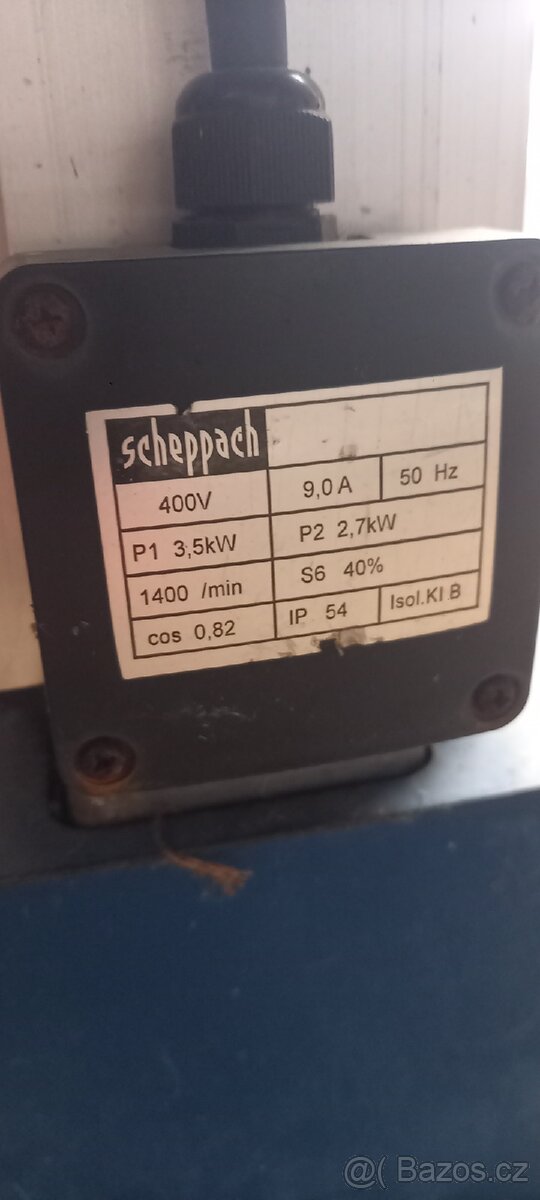 scheppach
400V 9,0 A 50 Hz
P1 3,5kW P2 2,7kW
1400 /min S6 40%
cos 0,82 IP 54 Isol.Kl B
@( Bazos.cz